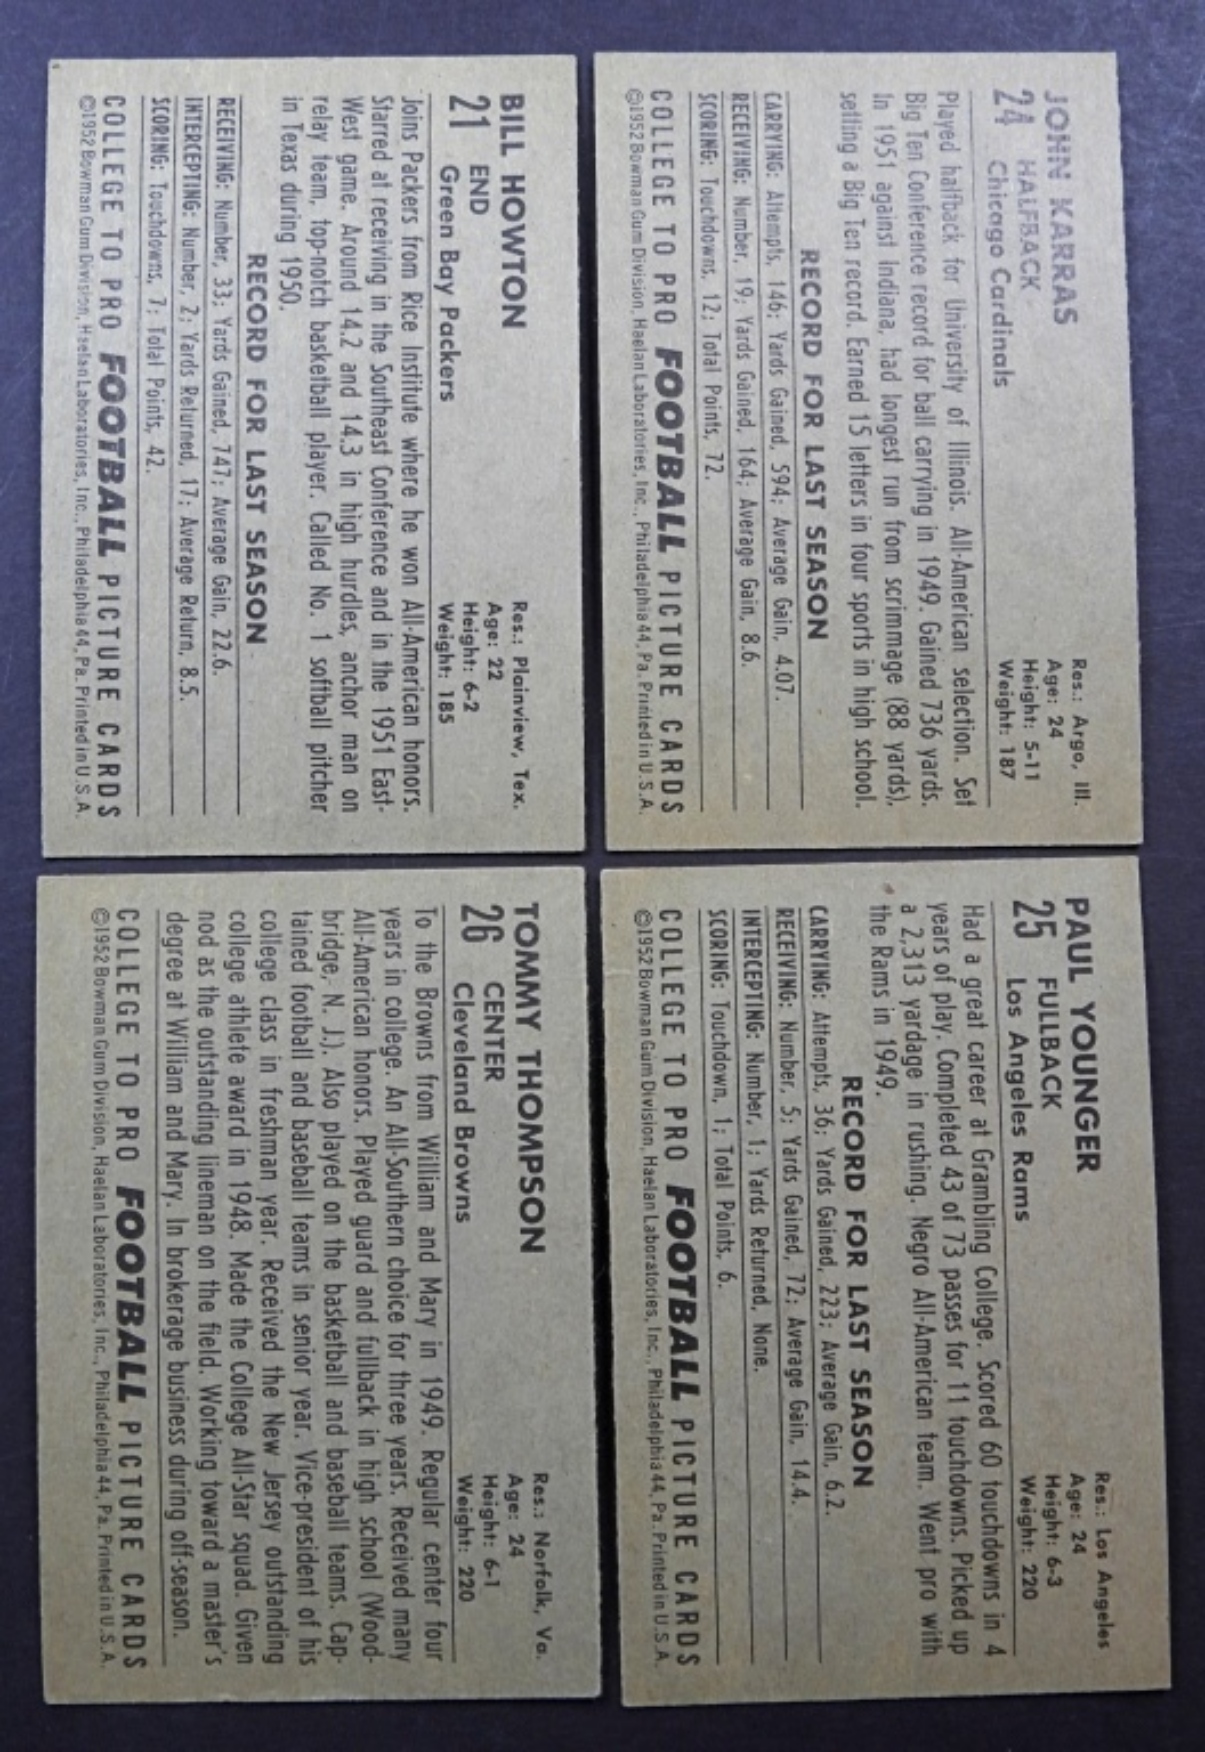 JOHN KARRAS
24 HALFBACK
Chicago Cardinals
Res.: Argo, Ill.
Age: 24
Height: 5-11
Weight: 187
Played halfback for University of Illinois. All-American selection. Set
Big Ten Conference record for ball carrying in 1949. Gained 736 yards.
In 1951 against Indiana, had longest run from scrimmage (88 yards),
setting a Big Ten record. Earned 15 letters in four sports in high school.
RECORD FOR LAST SEASON
CARRYING: Attempts, 146; Yards Gained, 594; Average Gain, 4.07.
RECEIVING: Number, 19; Yards Gained, 164; Average Gain, 8.6.
SCORING: Touchdowns, 12; Total Points, 72.
COLLEGE TO PRO FOOTBALL PICTURE CARDS
©1952 Bowman Gum Division, Haelan Laboratories, Inc., Philadelphia 44, Pa. Printed in U.S.A.
PAUL YOUNGER
25 FULLBACK
Los Angeles Rams
Res.: Los Angeles
Age: 24
Height: 6-3
Weight: 220
Had a great career at Grambling College. Scored 60 touchdowns in 4
years of play. Completed 43 of 73 passes for 11 touchdowns. Picked up
a 2,313 yardage in rushing. Negro All-American team. Went pro with
the Rams in 1949.
RECORD FOR LAST SEASON
CARRYING: Attempts, 36; Yards Gained, 223; Average Gain, 6.2.
RECEIVING: Number, 5; Yards Gained, 72; Average Gain, 14.4.
INTERCEPTING: Number, 1; Yards Returned, None.
SCORING: Touchdown, 1; Total Points, 6.
COLLEGE TO PRO FOOTBALL PICTURE CARDS
©1952 Bowman Gum Division, Haelan Laboratories, Inc., Philadelphia 44, Pa. Printed in U.S.A.
BILL HOWTON
21 END
Green Bay Packers
Res.: Plainview, Tex.
Age: 22
Height: 6-2
Weight: 185
Joins Packers from Rice Institute where he won All-American honors.
Starred at receiving in the Southeast Conference and in the 1951 East-
West game. Around 14.2 and 14.3 in high hurdles, anchor man on
relay team, top-notch basketball player. Called No. 1 softball pitcher
in Texas during 1950.
RECORD FOR LAST SEASON
RECEIVING: Number, 33; Yards Gained, 747; Average Gain, 22.6.
INTERCEPTING: Number, 2; Yards Returned, 17; Average Return, 8.5.
SCORING: Touchdowns, 7; Total Points, 42.
COLLEGE TO PRO FOOTBALL PICTURE CARDS
©1952 Bowman Gum Division, Haelan Laboratories, Inc., Philadelphia 44, Pa. Printed in U.S.A.
TOMMY THOMPSON
26 CENTER
Cleveland Browns
Res.: Norfolk, Va.
Age: 24
Height: 6-1
Weight: 220
To the Browns from William and Mary in 1949. Regular center four
years in college. An All-Southern choice for three years. Received many
All-American honors. Played guard and fullback in high school (Wood-
bridge, N. J.). Also played on the basketball and baseball teams. Cap-
tained football and baseball teams in senior year. Vice-president of his
college class in freshman year. Received the New Jersey outstanding
college athlete award in 1948. Made the College All-Star squad. Given
nod as the outstanding lineman on the field. Working toward a master's
degree at William and Mary. In brokerage business during off-season.
COLLEGE TO PRO FOOTBALL PICTURE CARDS
©1952 Bowman Gum Division, Haelan Laboratories, Inc., Philadelphia 44, Pa. Printed in U.S.A.